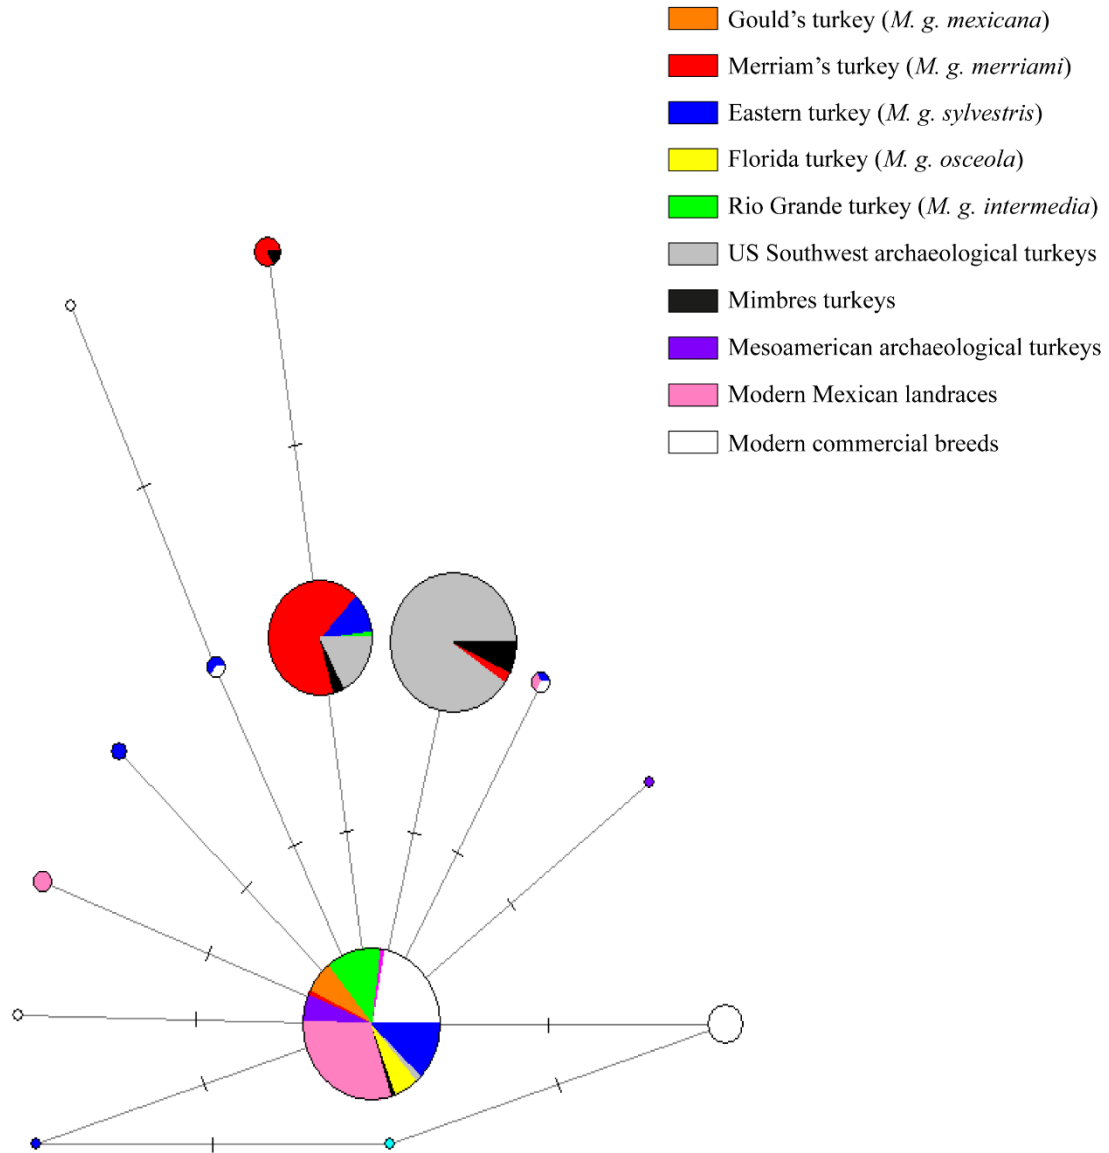 Gould’s turkey (M. g. mexicana)
Merriam’s turkey (M. g. merriami)
Eastern turkey (M. g. sylvestris)
Florida turkey (M. g. osceola)
Rio Grande turkey (M. g. intermedia)
US Southwest archaeological turkeys
Mimbres turkeys
Mesoamerican archaeological turkeys
Modern Mexican landraces
Modern commercial breeds